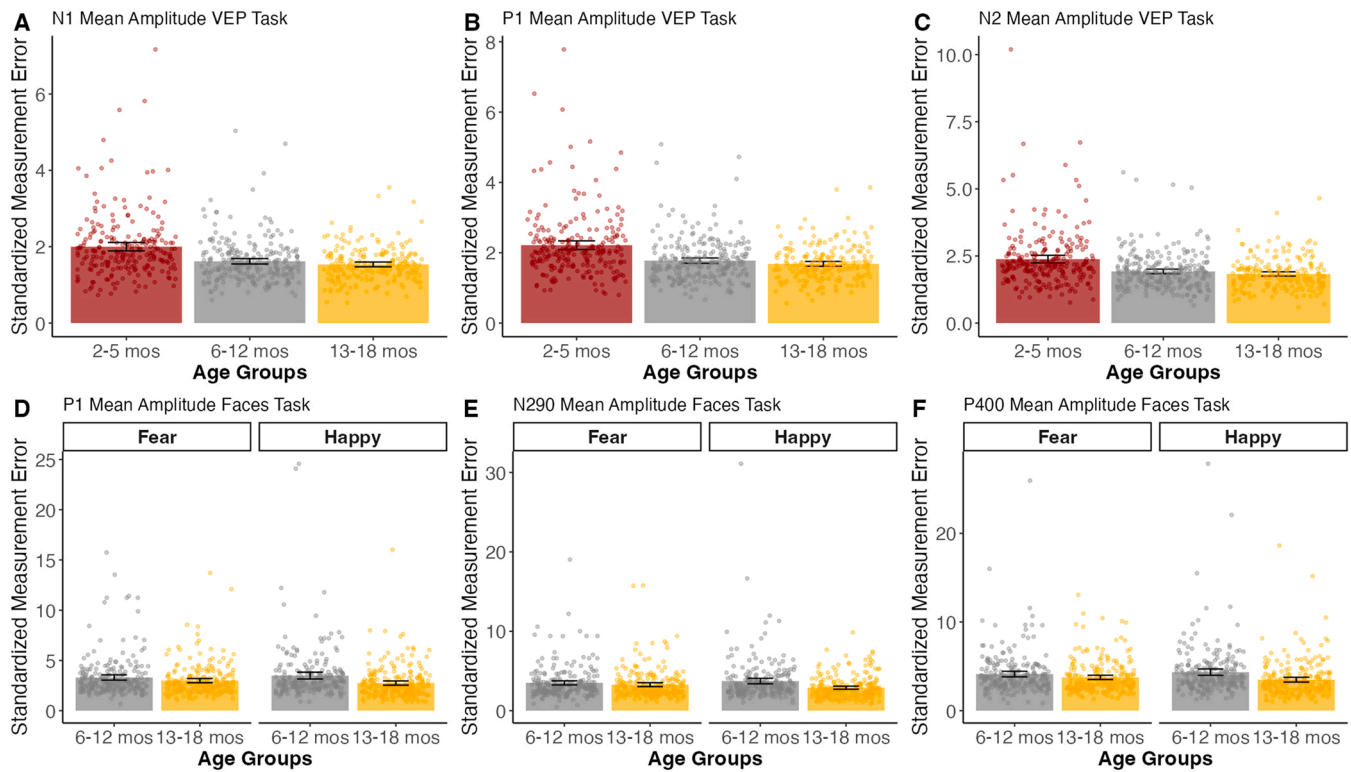 A N1 Mean Amplitude VEP Task
Standardized Measurement Error
6
4
2
0
2-5 mos 6-12 mos 13-18 mos
Age Groups
B P1 Mean Amplitude VEP Task
Standardized Measurement Error
8
6
4
2
0
2-5 mos 6-12 mos 13-18 mos
Age Groups
C N2 Mean Amplitude VEP Task
Standardized Measurement Error
10.0
7.5
5.0
2.5
0.0
2-5 mos 6-12 mos 13-18 mos
Age Groups
D P1 Mean Amplitude Faces Task
Fear Happy
Standardized Measurement Error
25
20
15
10
5
0
6-12 mos 13-18 mos 6-12 mos 13-18 mos
Age Groups
E N290 Mean Amplitude Faces Task
Fear Happy
Standardized Measurement Error
30
20
10
0
6-12 mos 13-18 mos 6-12 mos 13-18 mos
Age Groups
F P400 Mean Amplitude Faces Task
Fear Happy
Standardized Measurement Error
20
10
0
6-12 mos 13-18 mos 6-12 mos 13-18 mos
Age Groups